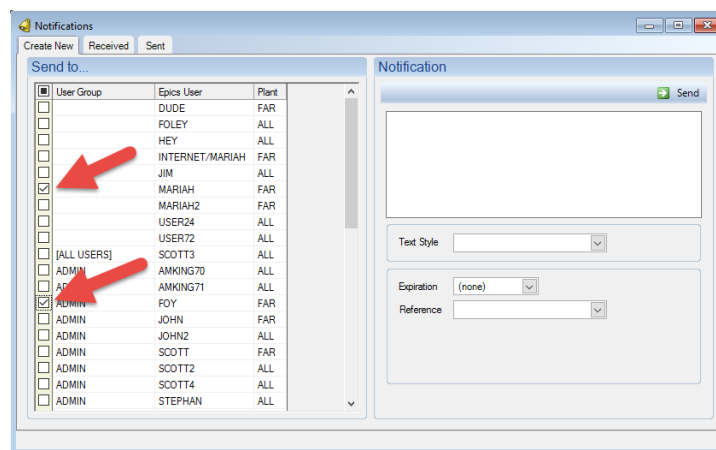 Notifications
Create New Received Sent
Send to...
User Group Epics User Plant
DUDE FAR
FOLEY ALL
HEY ALL
INTERNET/MARIAH FAR
JIM ALL
MARIAH FAR
MARIAH2 FAR
USER24 ALL
USER72 ALL
[ALL USERS] SCOTT3 ALL
ADMIN AMKING70 ALL
AMKING71 ALL
ADMIN FOY FAR
ADMIN JOHN FAR
ADMIN JOHN2 ALL
ADMIN SCOTT FAR
ADMIN SCOTT2 ALL
ADMIN SCOTT4 ALL
ADMIN STEPHAN ALL
Notification
Send
Text Style
Expiration (none)
Reference